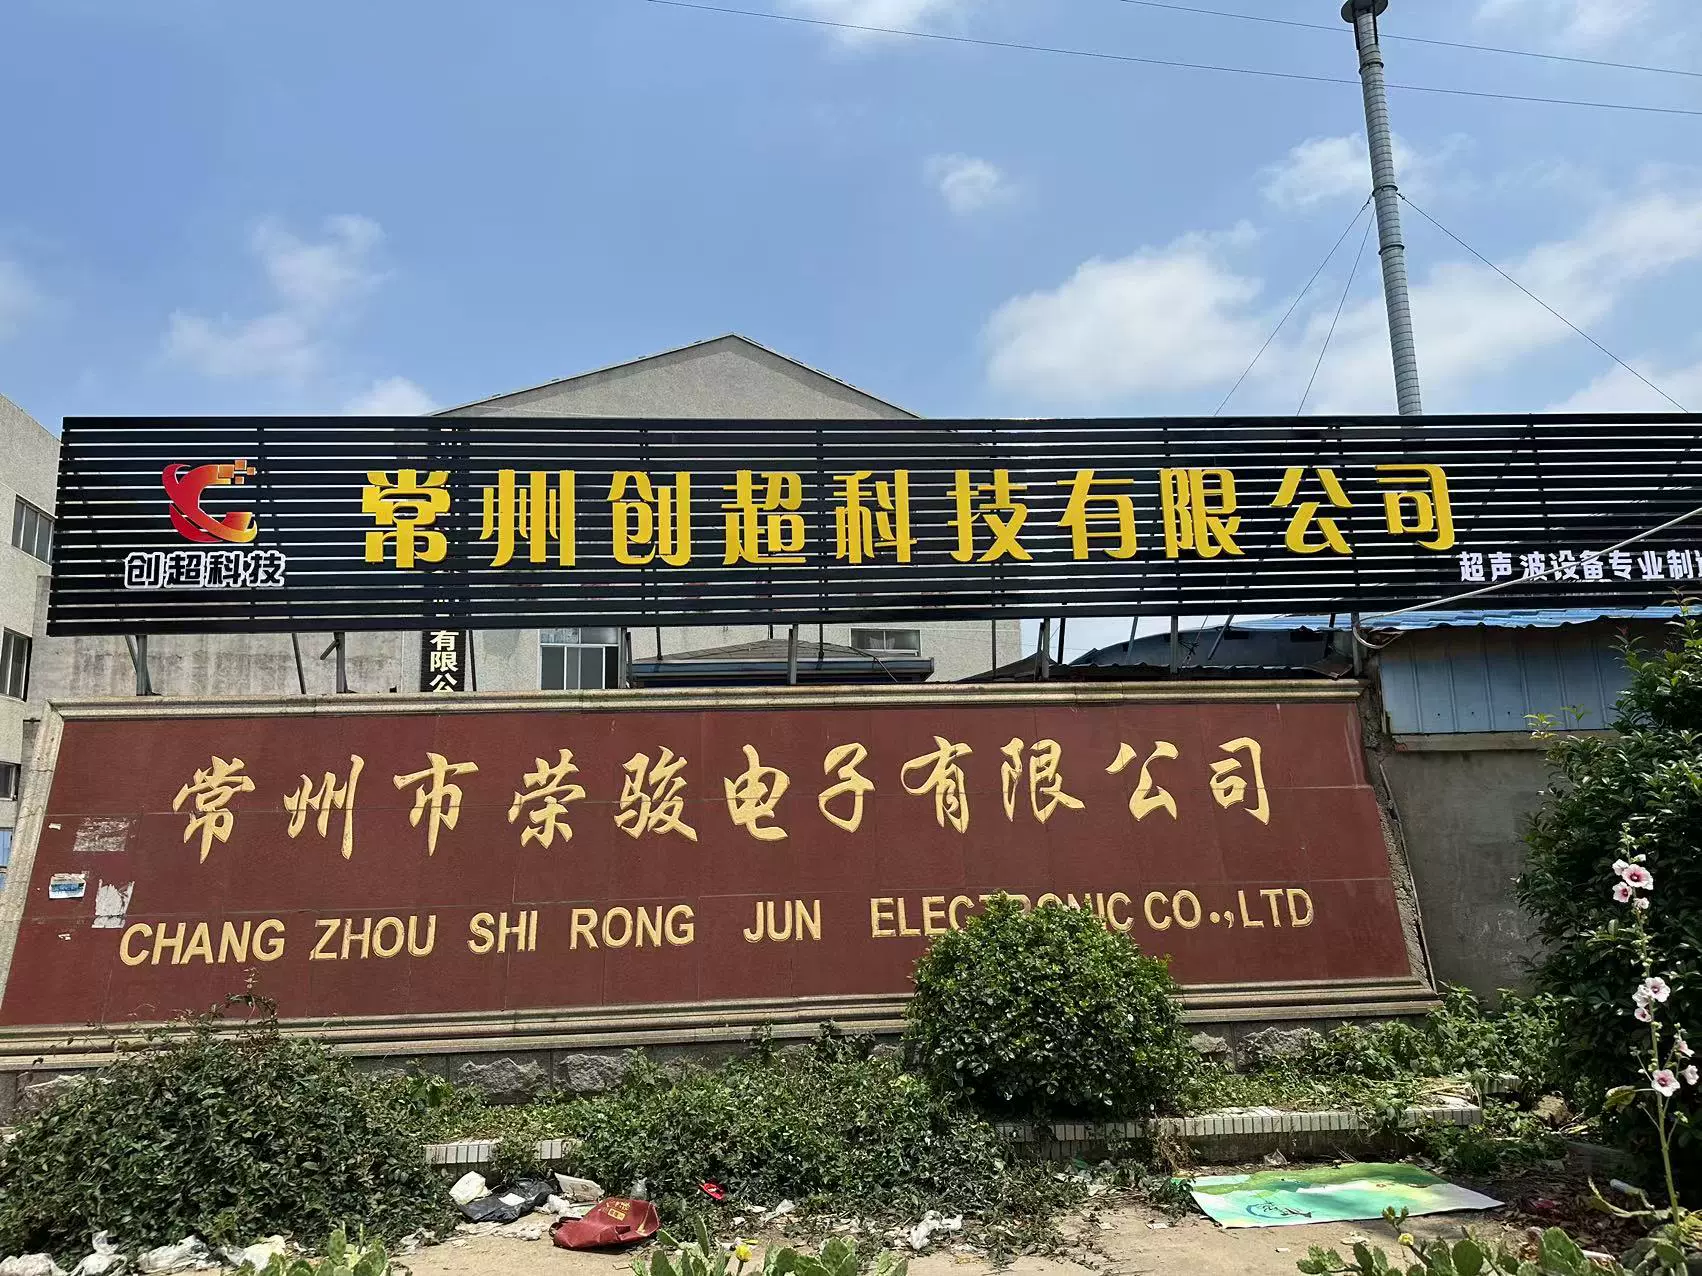 常州创超科技有限公司
创超科技
超声波设备专业制造
有限公
常州市荣骏电子有限公司
CHANG ZHOU SHI RONG JUN ELECTRONIC CO.,LTD